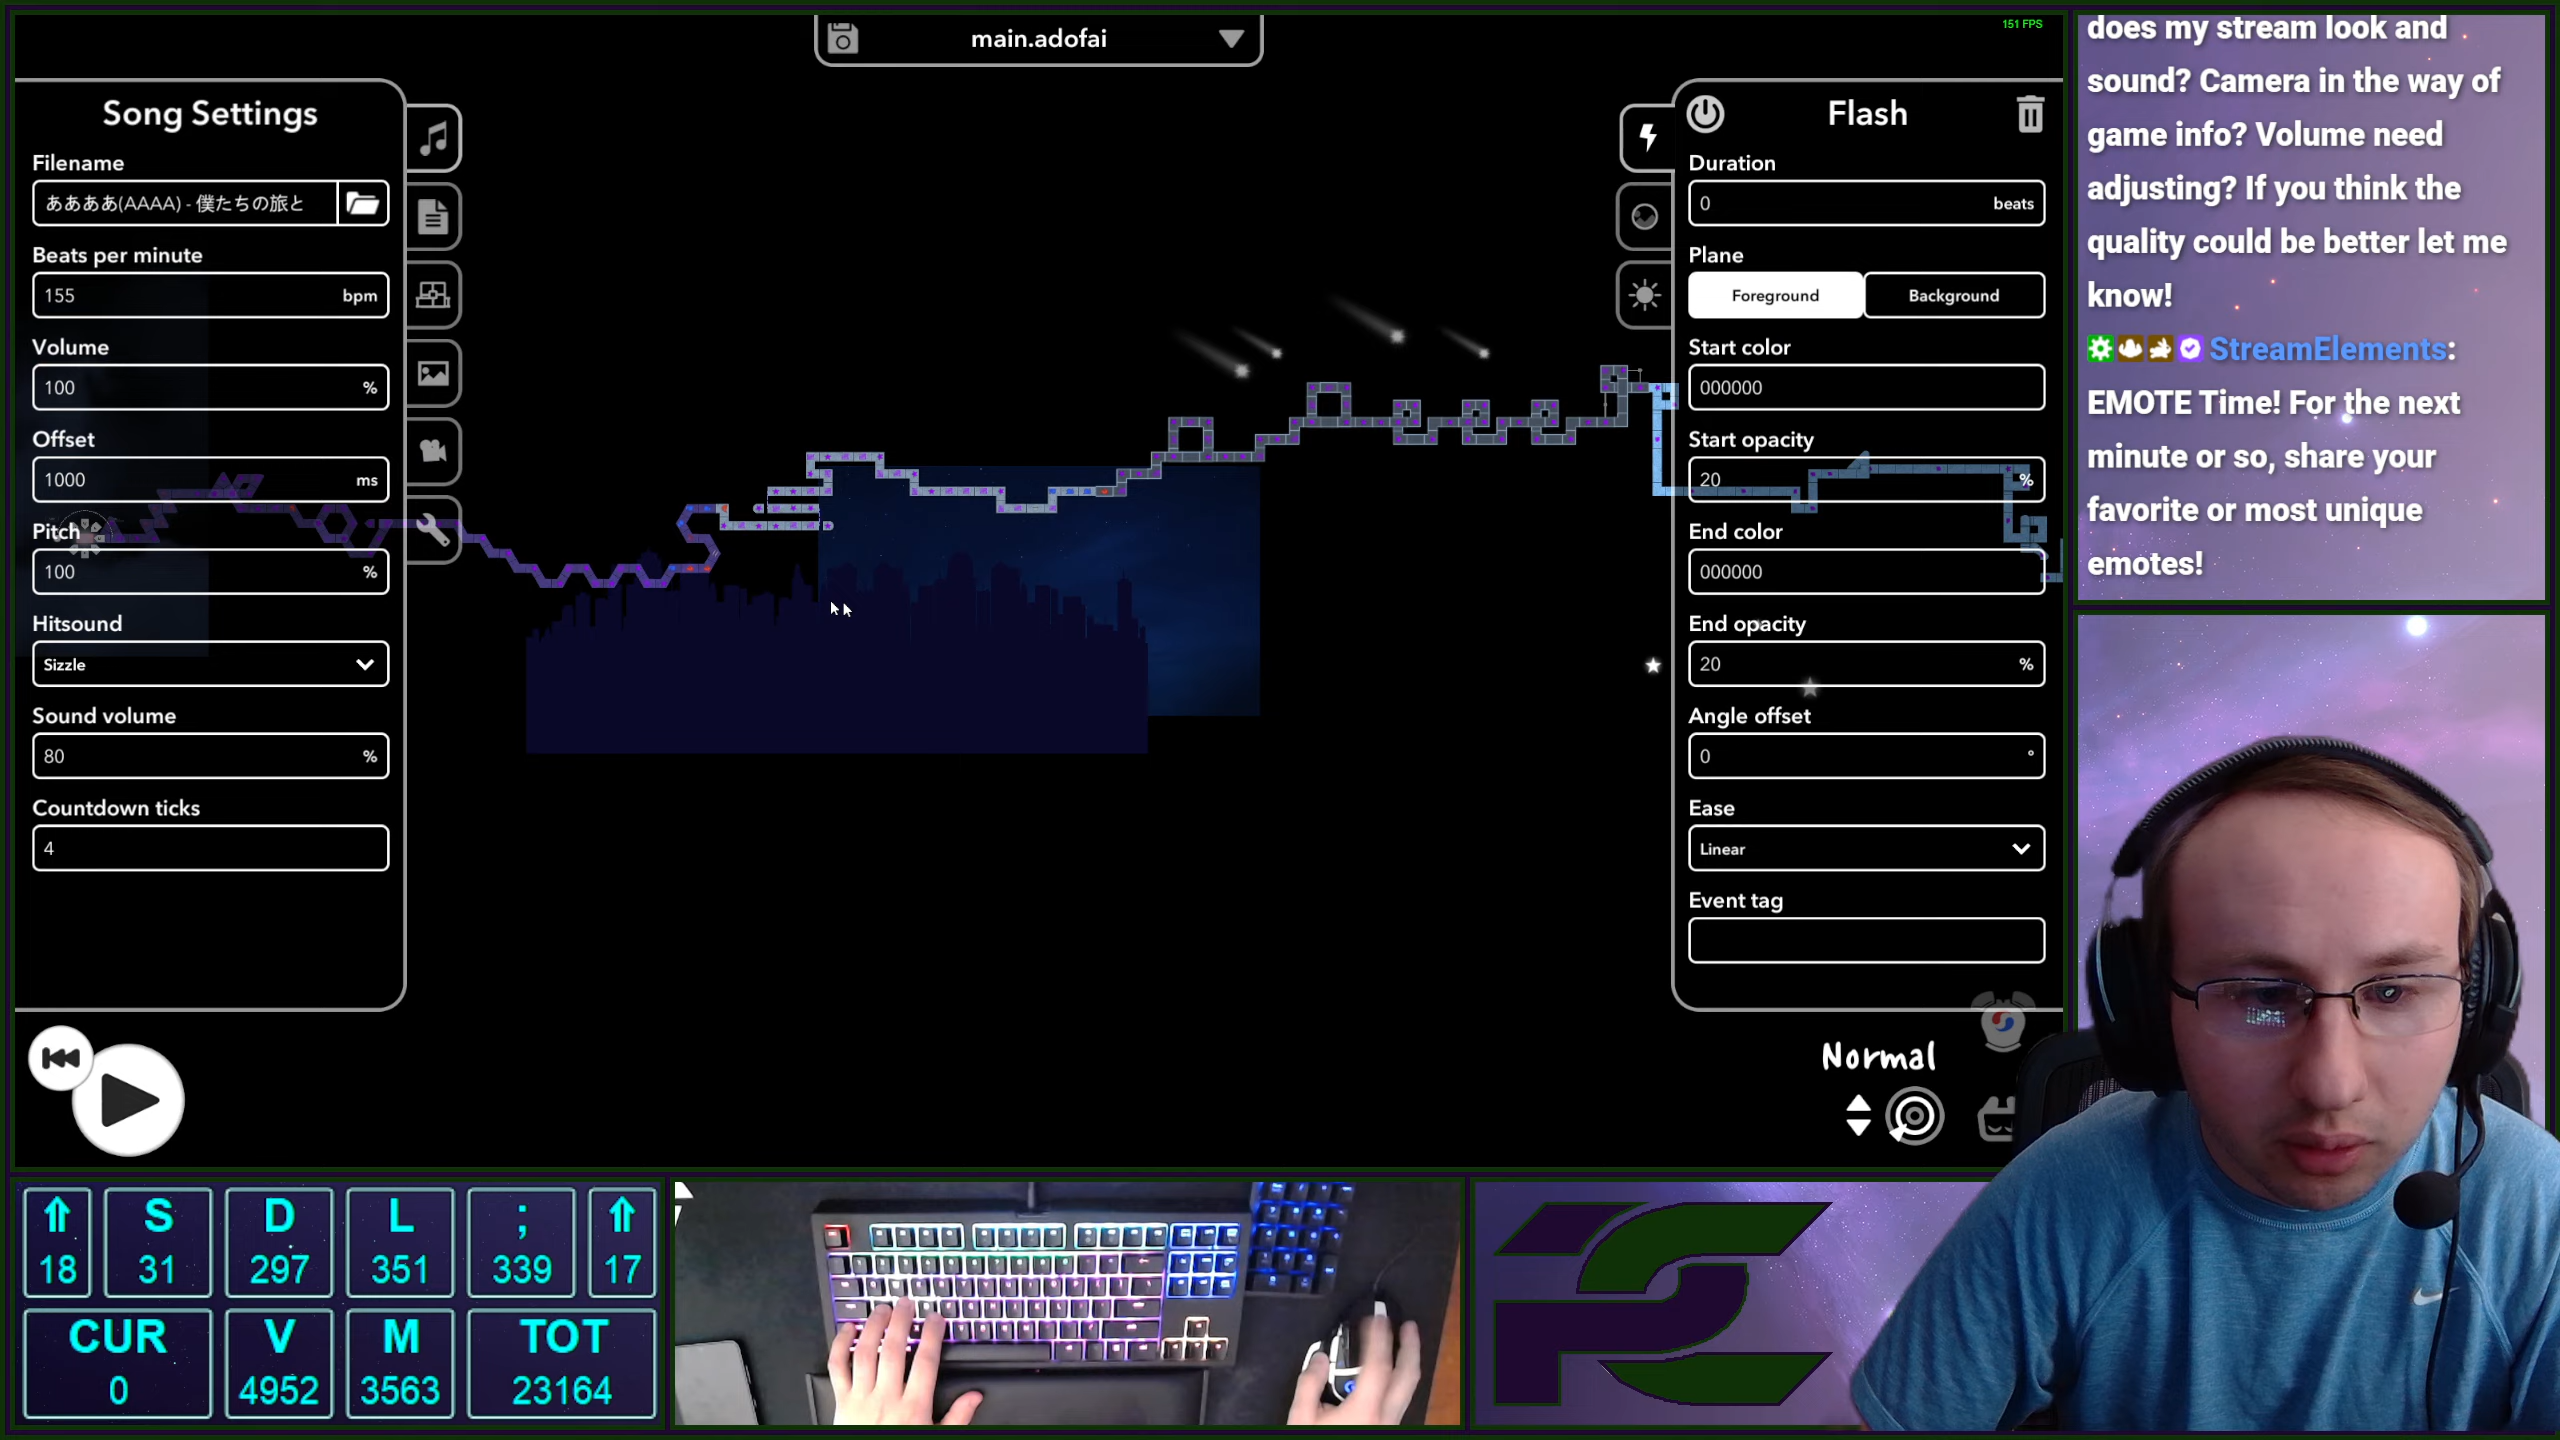 main.adofai
151 FPS
Song Settings
Filename
ああああ(AAAA) - 僕たちの旅と
Beats per minute
155 bpm
Volume
100 %
Offset
1000 ms
Pitch
100 %
Hitsound
Sizzle
Sound volume
80 %
Countdown ticks
4
Flash
Duration
0 beats
Plane
Foreground Background
Start color
000000
Start opacity
20 %
End color
000000
End opacity
20 %
Angle offset
0 °
Ease
Linear
Event tag
Normal
does my stream look and
sound? Camera in the way of
game info? Volume need
adjusting? If you think the
quality could be better let me
know!
StreamElements:
EMOTE Time! For the next
minute or so, share your
favorite or most unique
emotes!
⇑ S D L ; ⇑
18 31 297 351 339 17
CUR V M TOT
0 4952 3563 23164